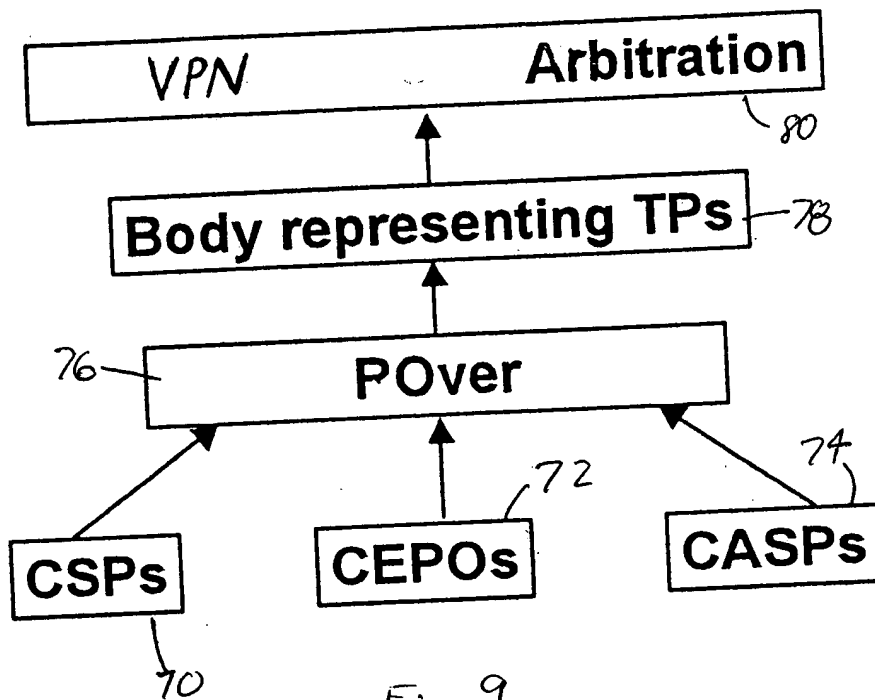 VPN Arbitration
80
Body representing TPs
78
76
POver
72
74
CSPs
CEPOs
CASPs
70
Fig 9